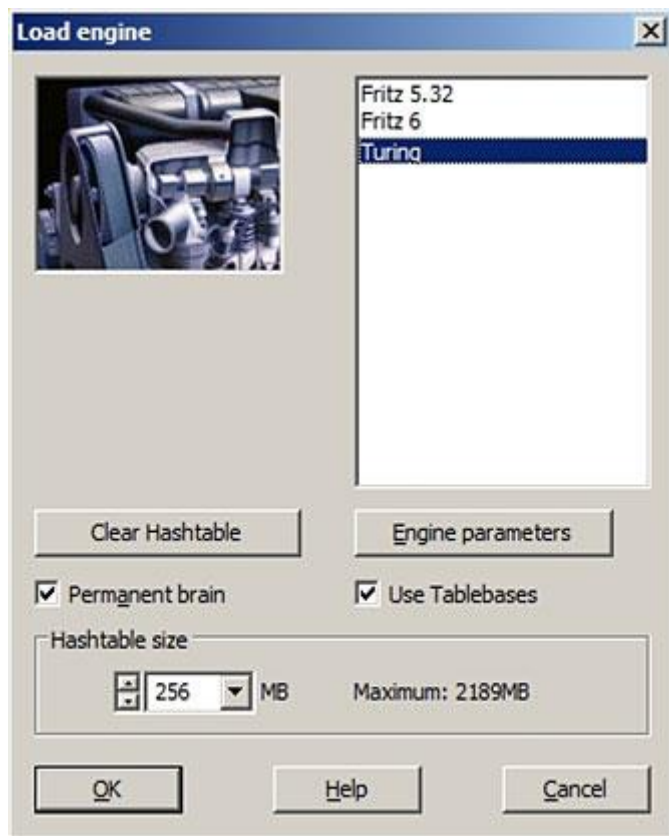 Load engine
Fritz 5.32
Fritz 6
Turing
Clear Hashtable
Engine parameters
Permanent brain
Use Tablebases
Hashtable size
256 MB Maximum: 2189MB
OK Help Cancel